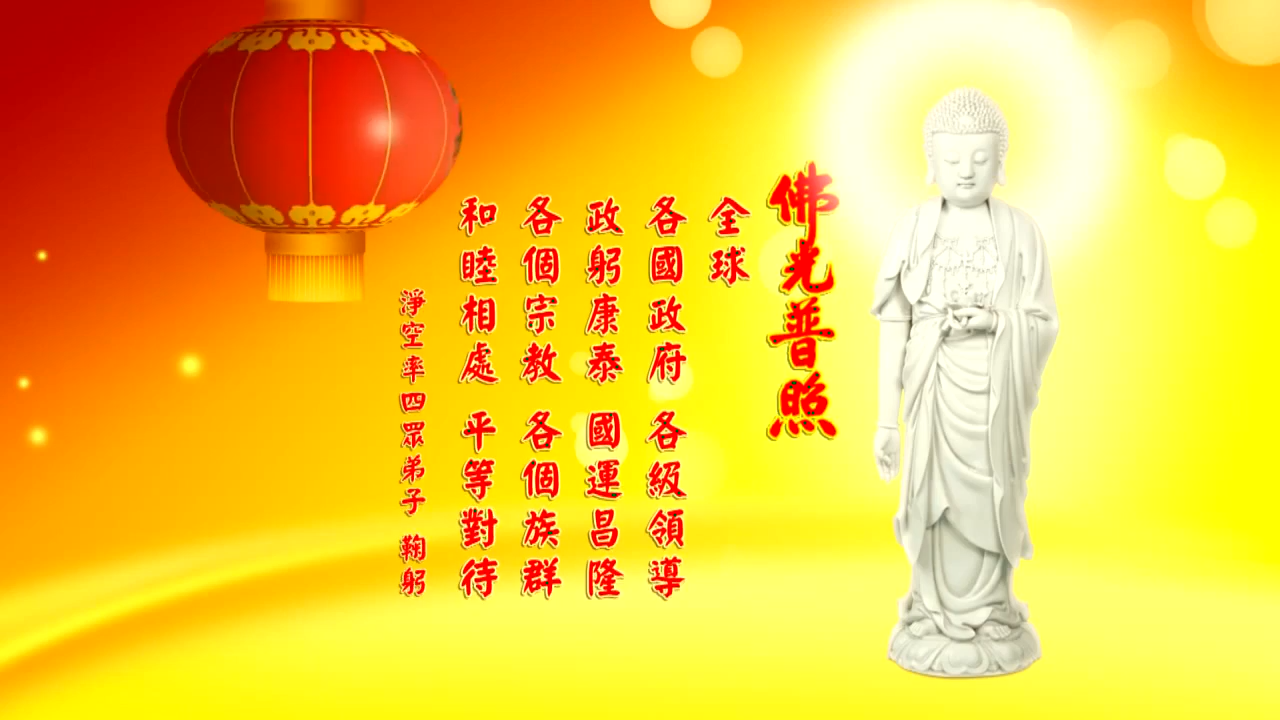 佛光普照
全球
各國政府 各級領導
政躬康泰 國運昌隆
各個宗教 各個族群
和睦相處 平等對待
淨空率四眾弟子 鞠躬